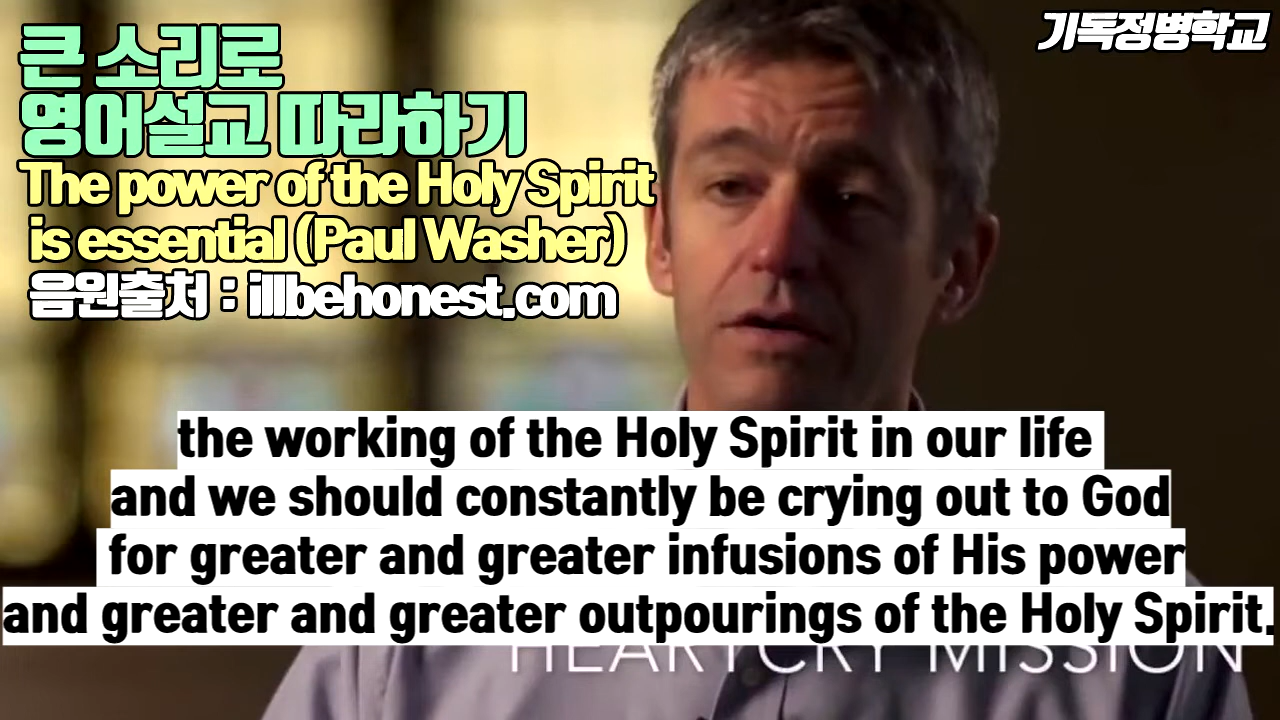 기독정병학교
큰 소리로
영어설교 따라하기
The power of the Holy Spirit
is essential (Paul Washer)
음원출처 : illbehonest.com
the working of the Holy Spirit in our life
and we should constantly be crying out to God
for greater and greater infusions of His power
and greater and greater outpourings of the Holy Spirit.
HEARTCRY MISSION